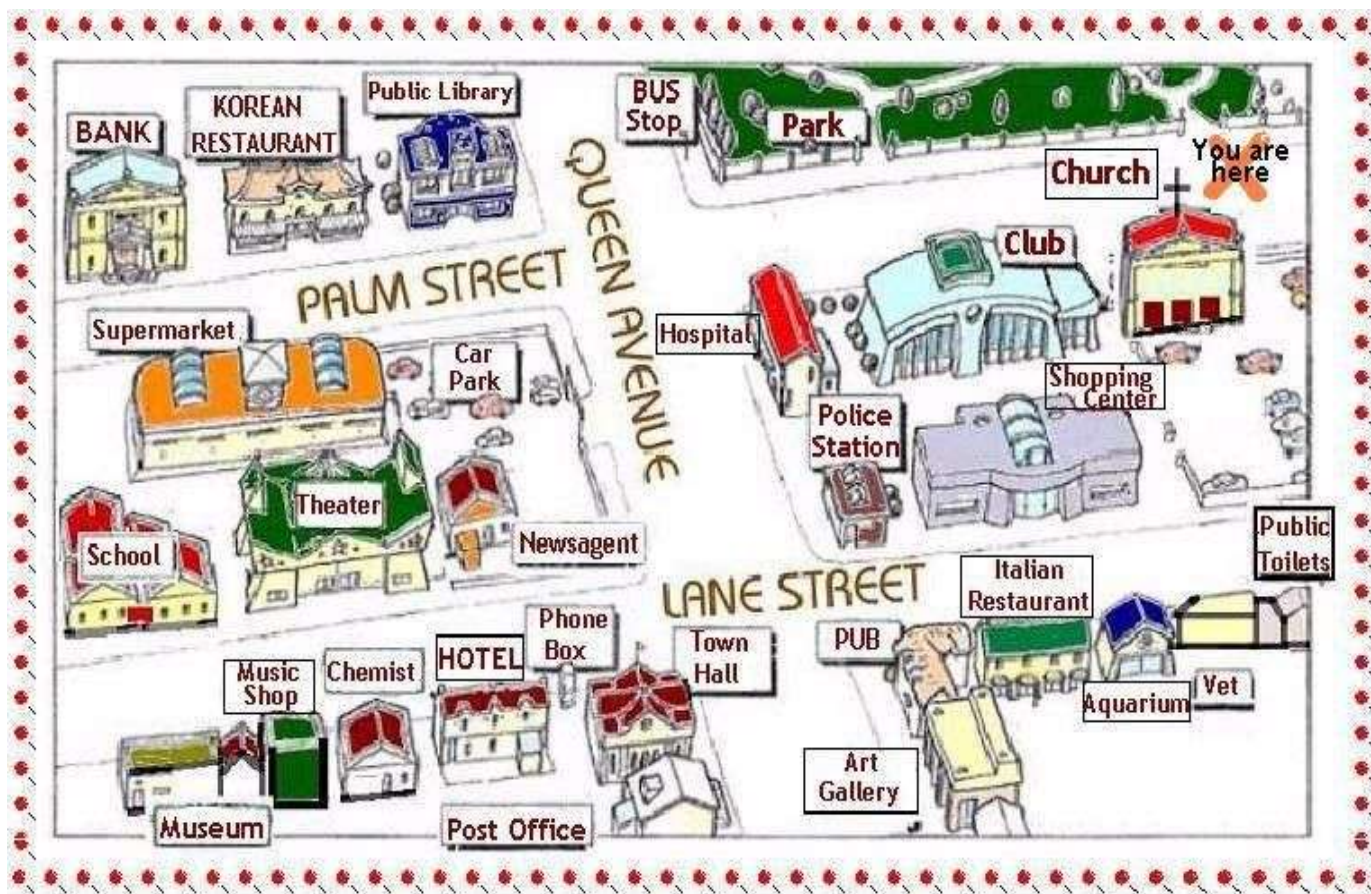 BANK
KOREAN
RESTAURANT
Public Library
BUS
Stop
Park
You are
here
Church
QUEEN AVENUE
PALM STREET
Club
Supermarket
Car
Park
Hospital
Shopping
Center
Police
Station
Theater
School
Newsagent
Public
Toilets
LANE STREET
Italian
Restaurant
Phone
Box
Town
Hall
PUB
Music
Shop
Chemist
HOTEL
Aquarium
Vet
Art
Gallery
Museum
Post Office